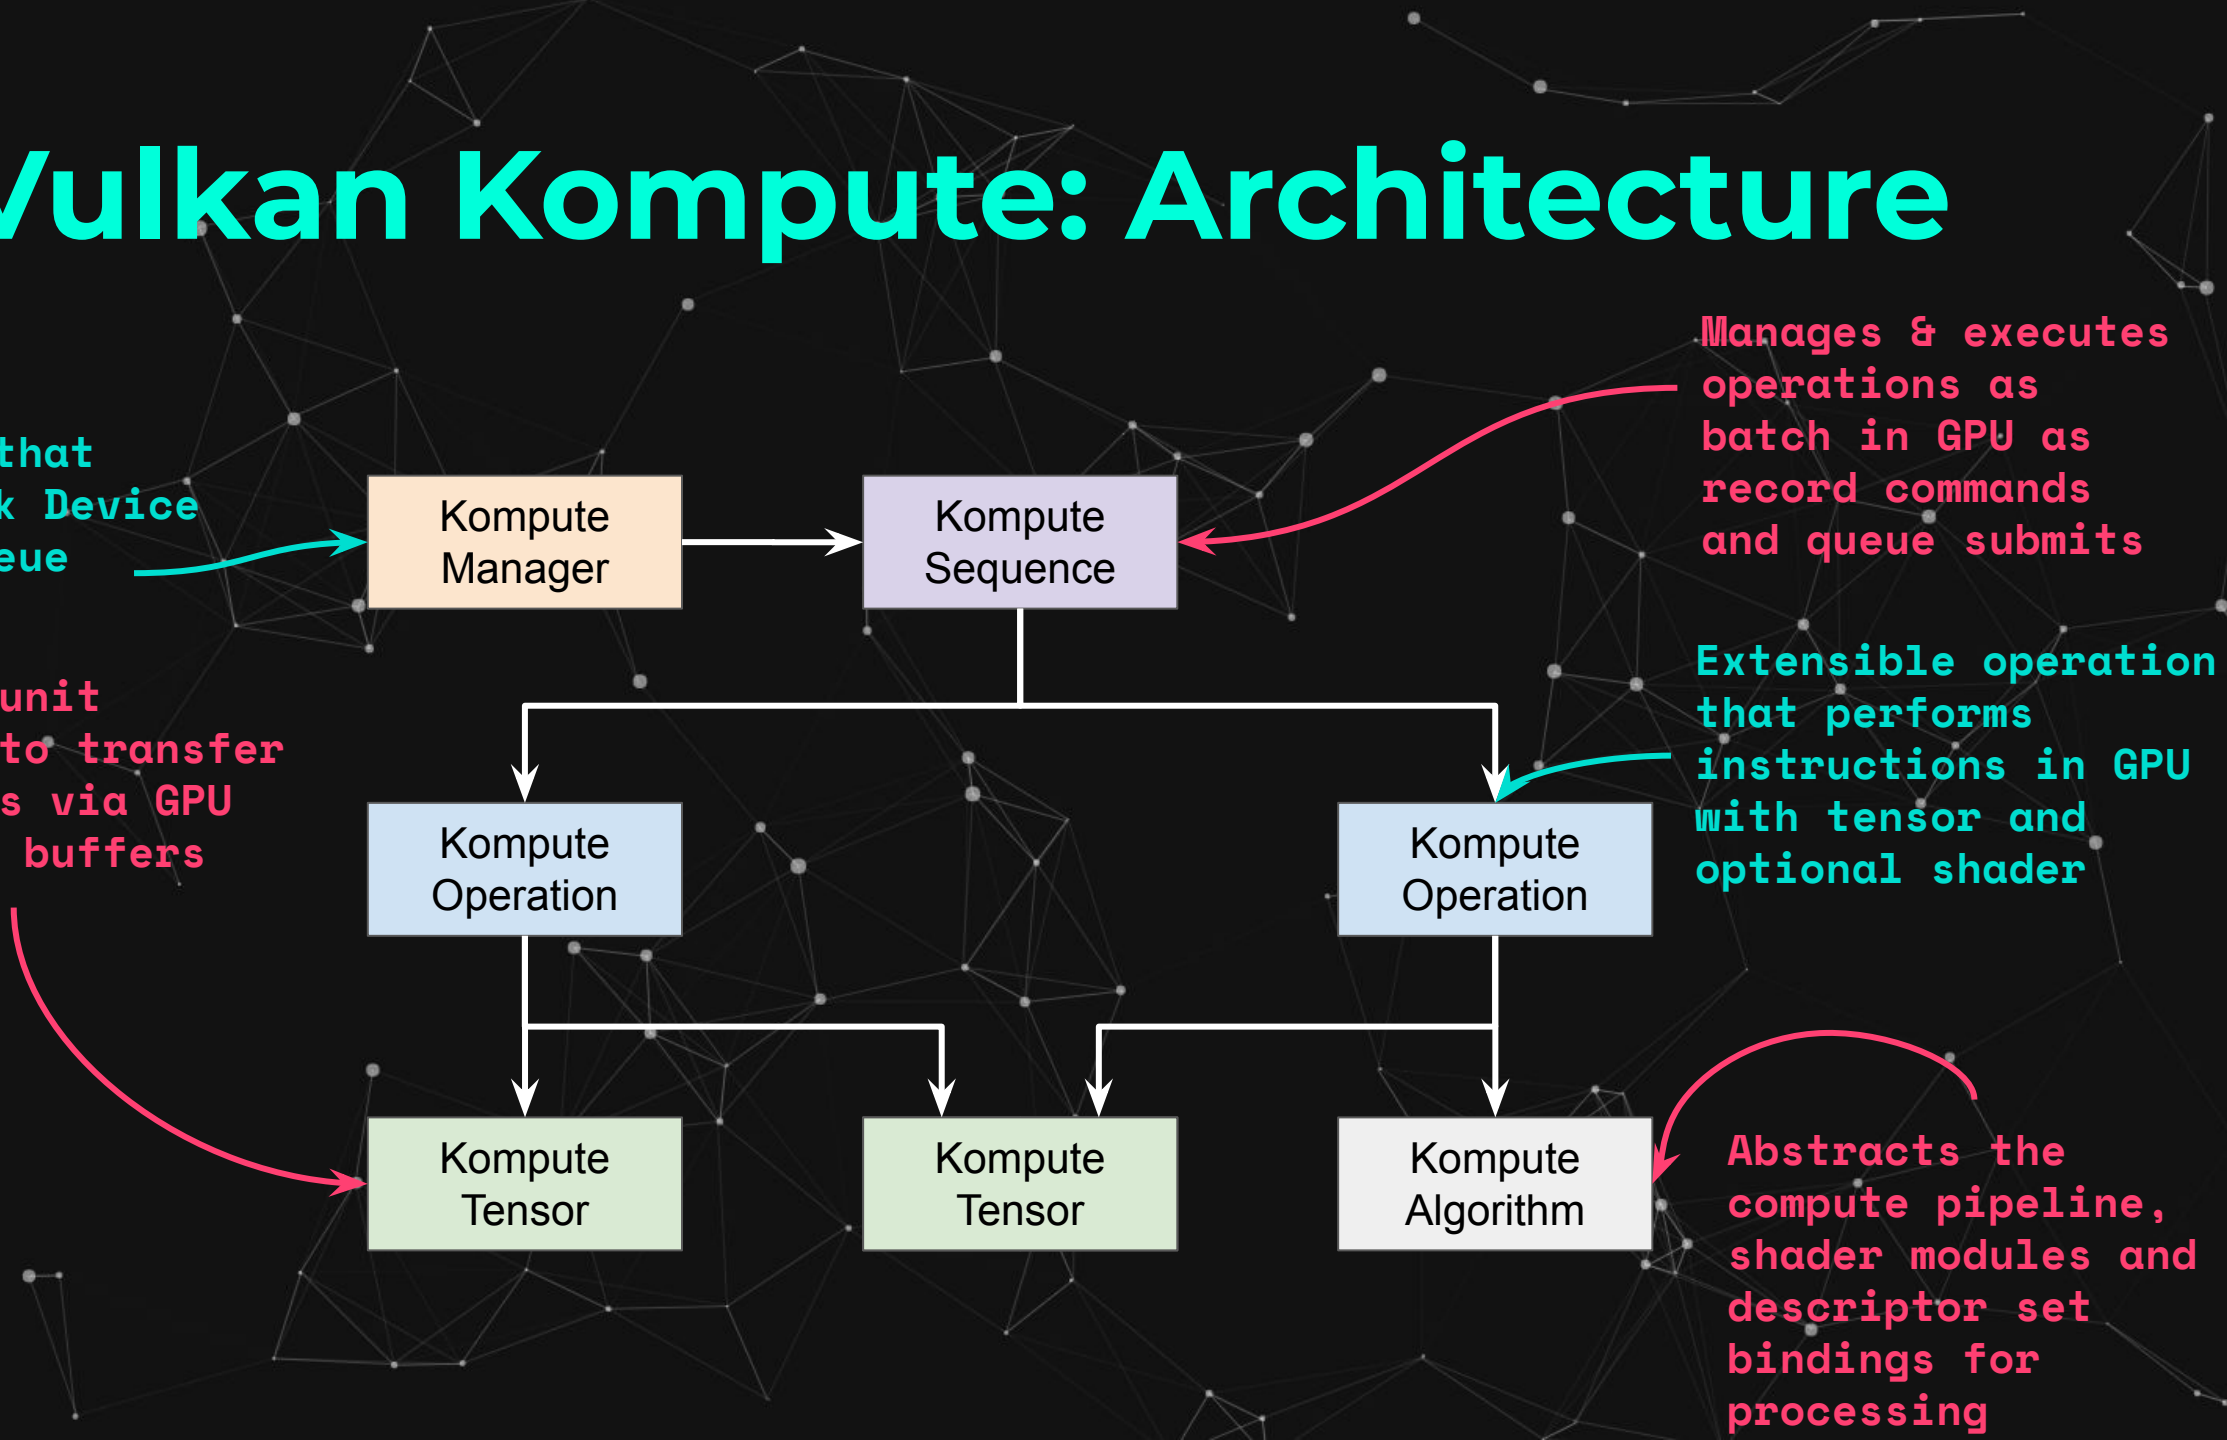 Vulkan Kompute: Architecture
that
k Device
eue
unit
to transfer
s via GPU
buffers
Kompute
Manager
Kompute
Sequence
Manages & executes
operations as
batch in GPU as
record commands
and queue submits
Kompute
Operation
Kompute
Operation
Extensible operation
that performs
instructions in GPU
with tensor and
optional shader
Kompute
Tensor
Kompute
Tensor
Kompute
Algorithm
Abstracts the
compute pipeline,
shader modules and
descriptor set
bindings for
processing